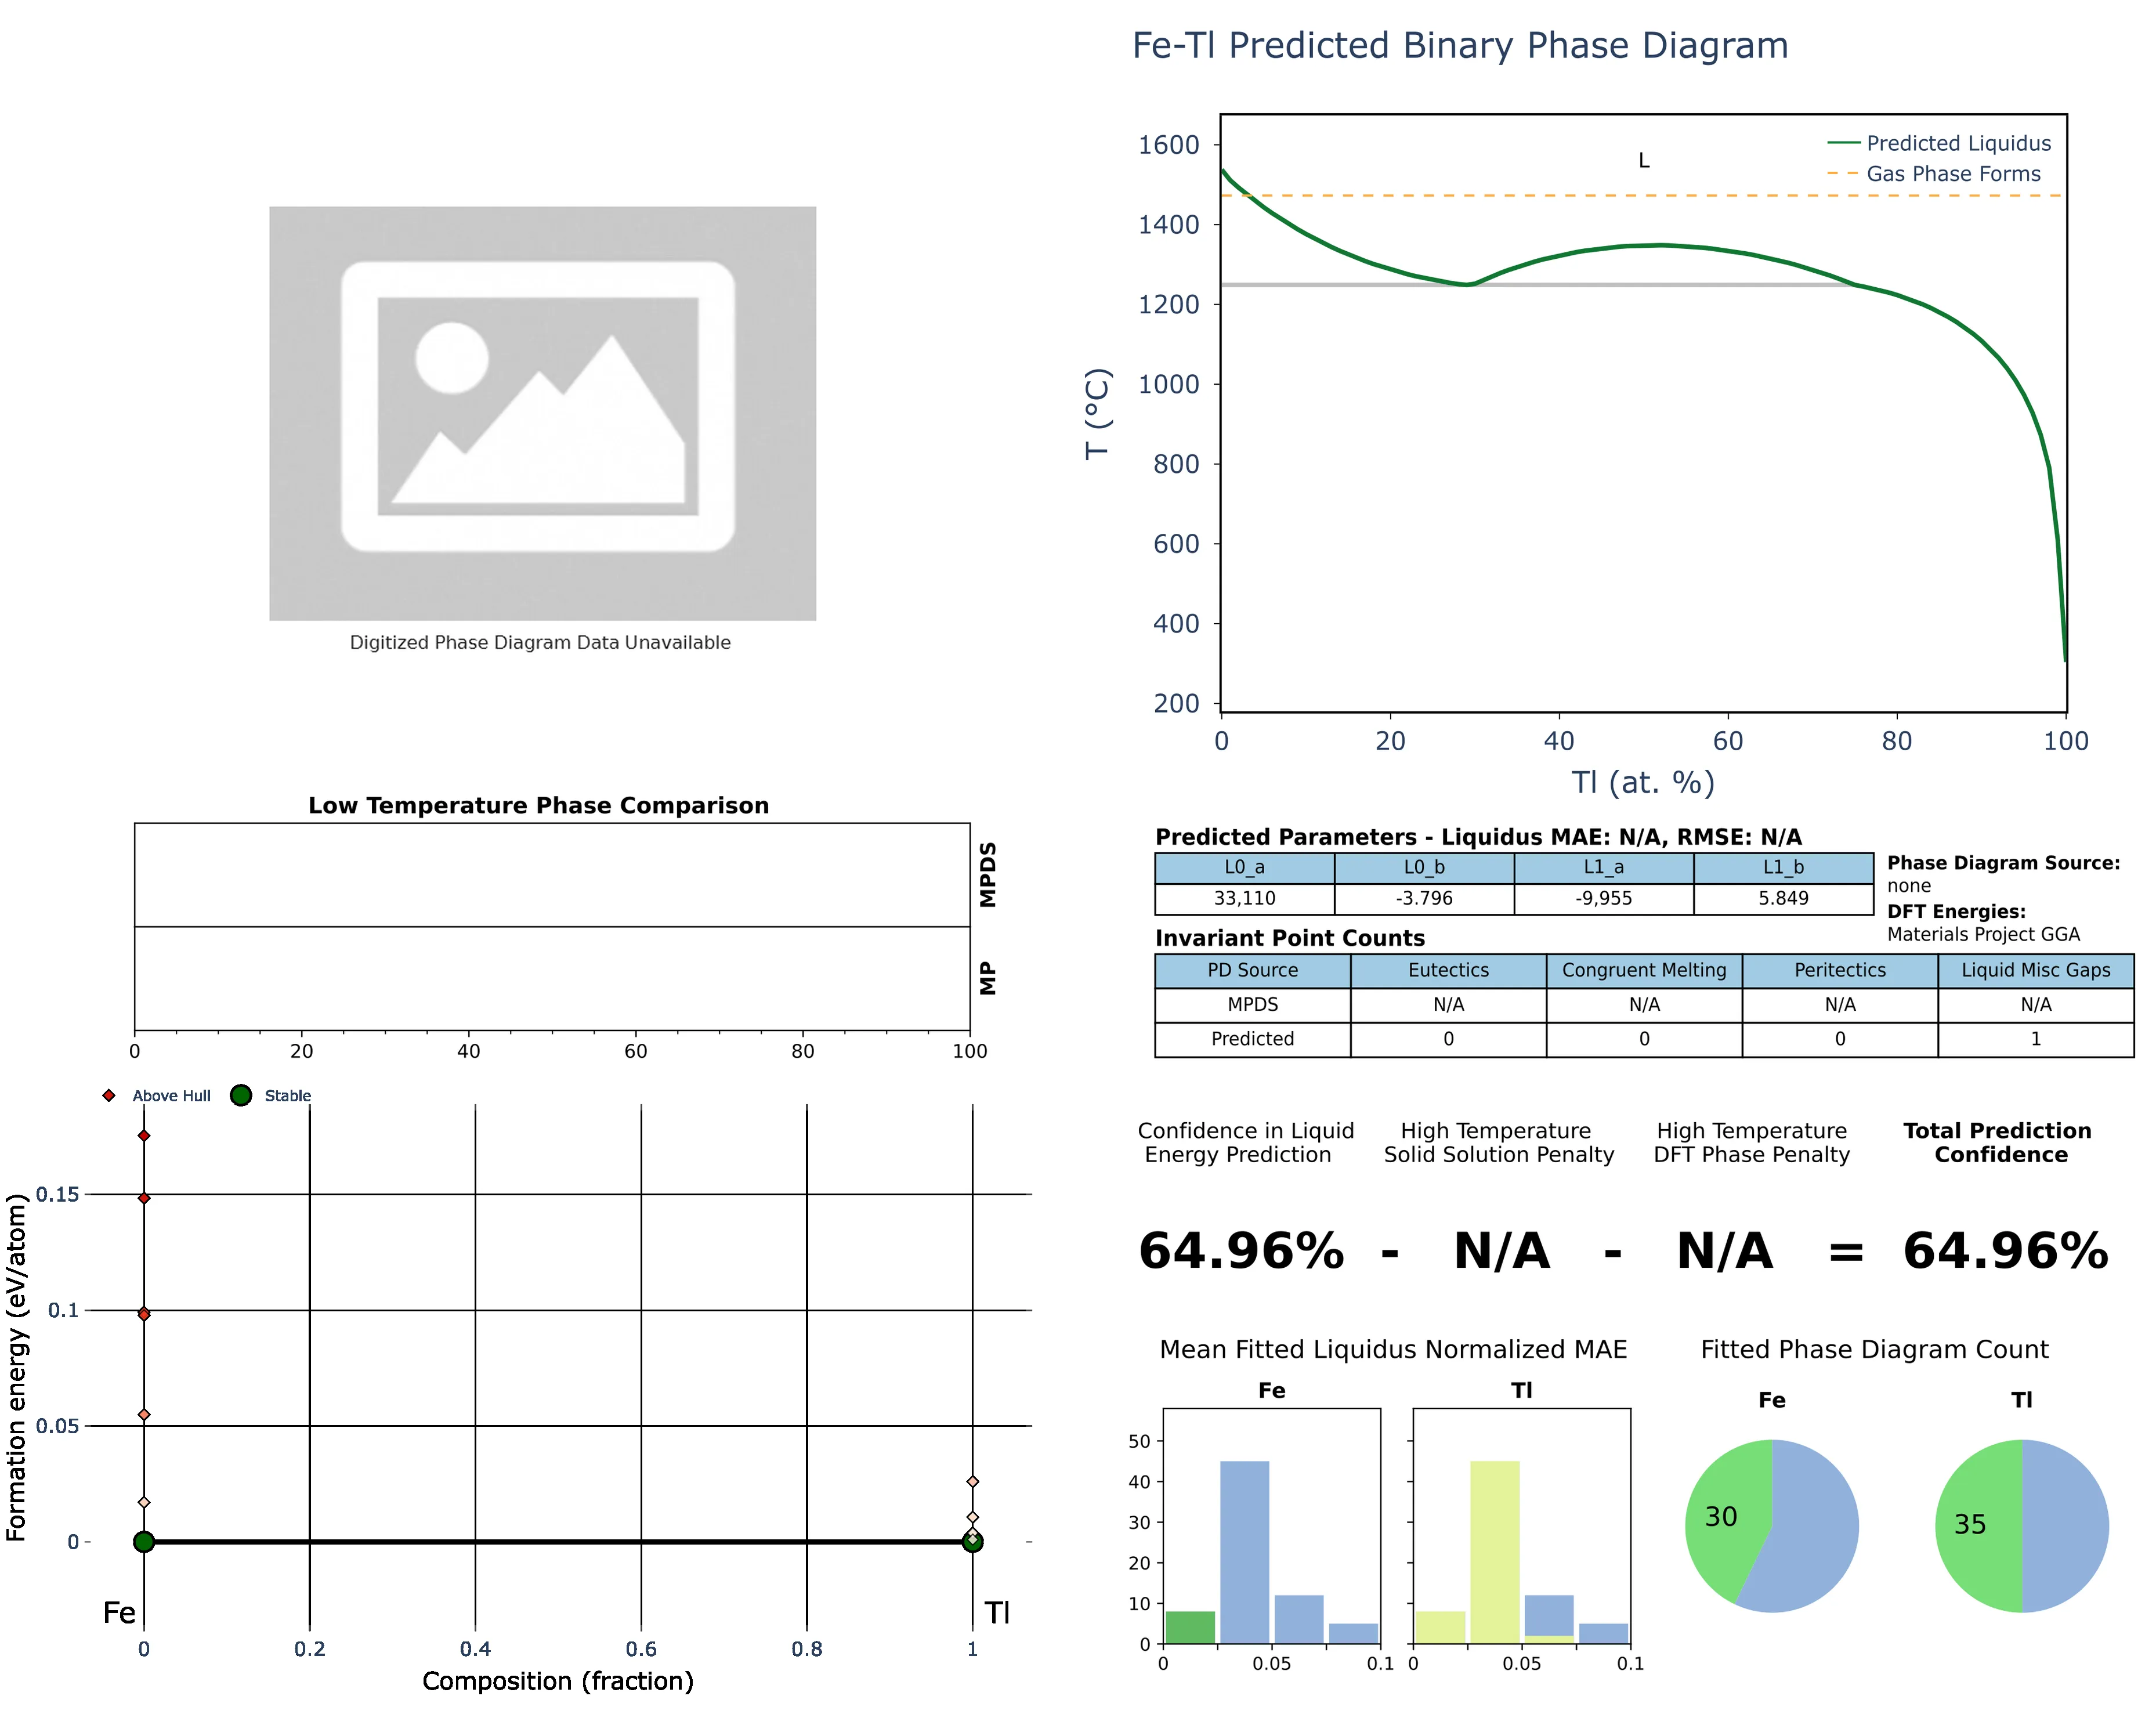 Fe-Tl Predicted Binary Phase Diagram
1600
1400
1200
1000
800
600
400
200
T (°C)
L
Predicted Liquidus
Gas Phase Forms
0 20 40 60 80 100
Tl (at. %)
Digitized Phase Diagram Data Unavailable
Low Temperature Phase Comparison
MPDS
MP
0 20 40 60 80 100
Predicted Parameters - Liquidus MAE: N/A, RMSE: N/A
L0_a L0_b L1_a L1_b
33,110 -3.796 -9,955 5.849
Phase Diagram Source:
none
DFT Energies:
Materials Project GGA
Invariant Point Counts
PD Source Eutectics Congruent Melting Peritectics Liquid Misc Gaps
MPDS N/A N/A N/A N/A
Predicted 0 0 0 1
Above Hull Stable
0.15
0.1
0.05
0
Formation energy (eV/atom)
Fe Tl
0 0.2 0.4 0.6 0.8 1
Composition (fraction)
Confidence in Liquid
Energy Prediction
High Temperature
Solid Solution Penalty
High Temperature
DFT Phase Penalty
Total Prediction
Confidence
64.96% - N/A - N/A = 64.96%
Mean Fitted Liquidus Normalized MAE
Fe Tl
50
40
30
20
10
0
0 0.05 0.1 0 0.05 0.1
Fitted Phase Diagram Count
Fe Tl
30 35